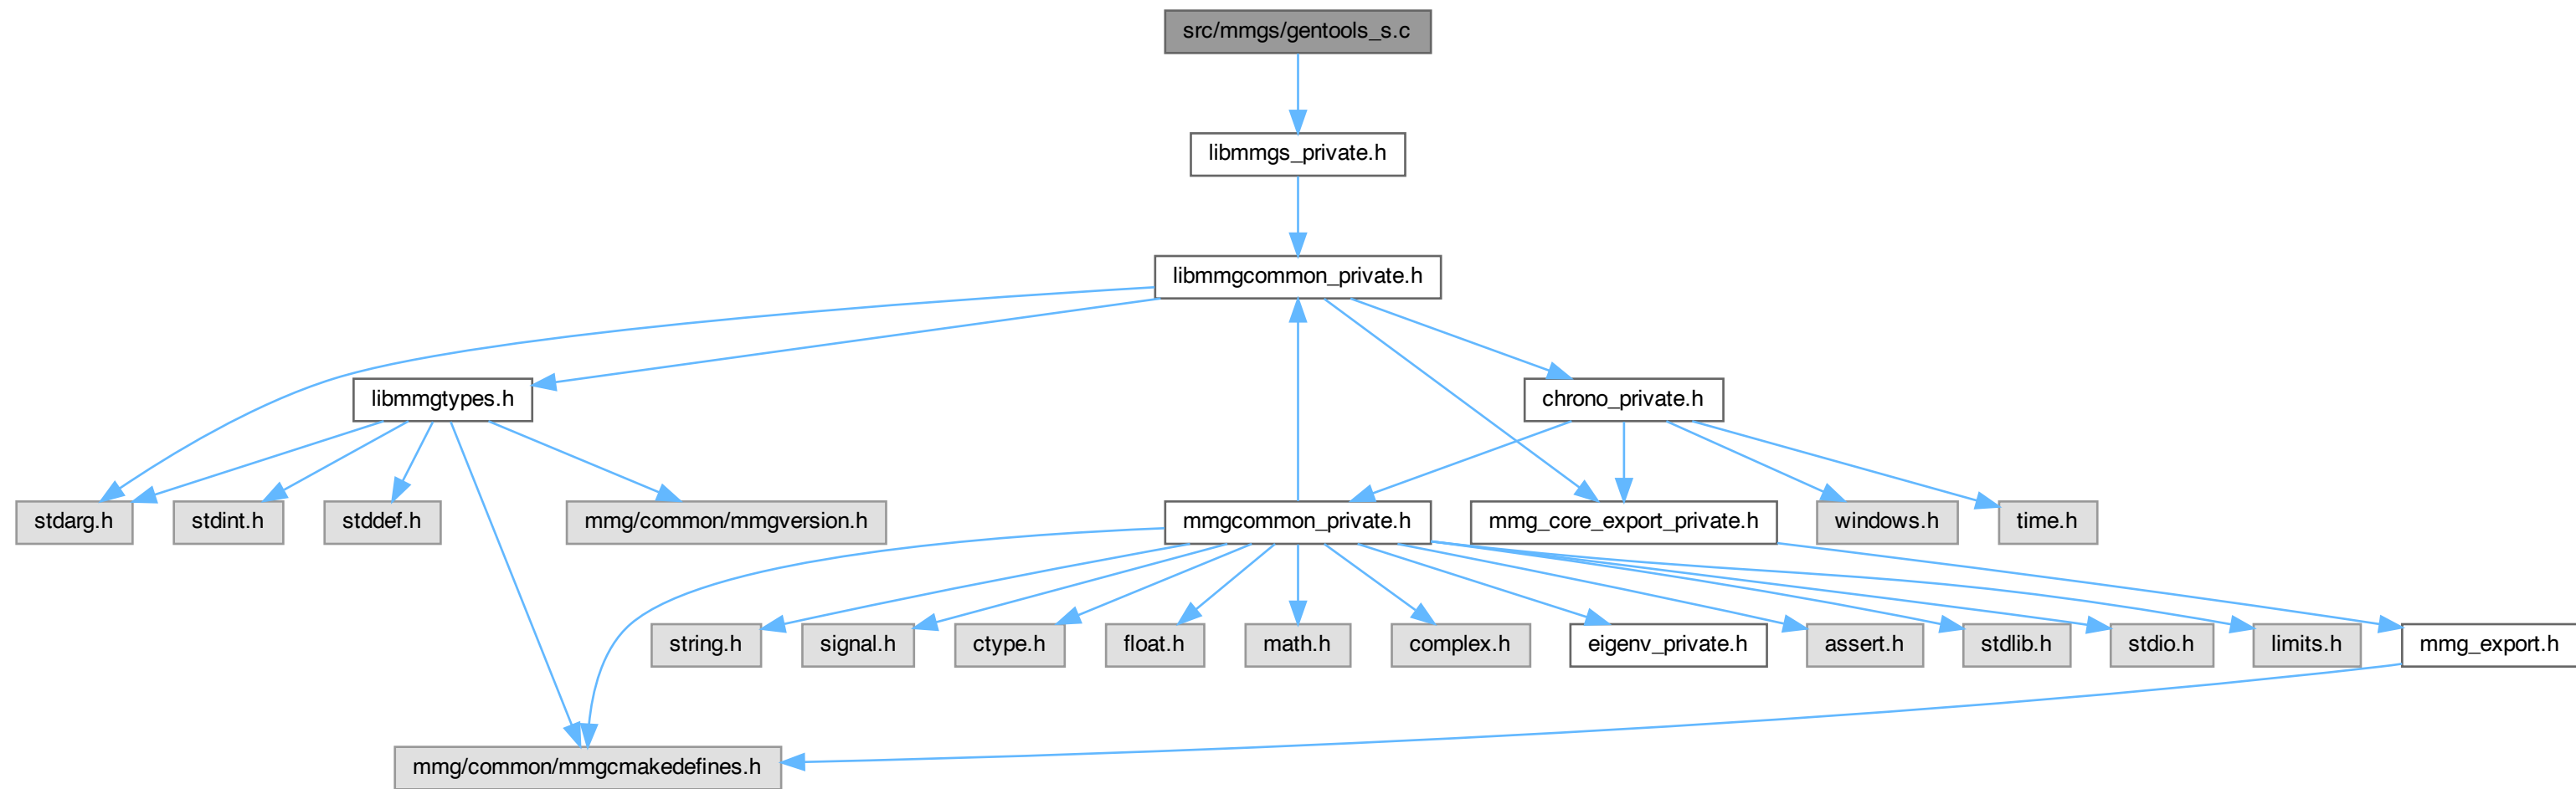 src/mmgs/gentools_s.c
libmmgs_private.h
libmmgcommon_private.h
libmmgtypes.h
chrono_private.h
stdarg.h
stdint.h
stddef.h
mmg/common/mmgversion.h
mmgcommon_private.h
mmg_core_export_private.h
windows.h
time.h
string.h
signal.h
ctype.h
float.h
math.h
complex.h
eigenv_private.h
assert.h
stdlib.h
stdio.h
limits.h
mmg_export.h
mmg/common/mmgcmakedefines.h